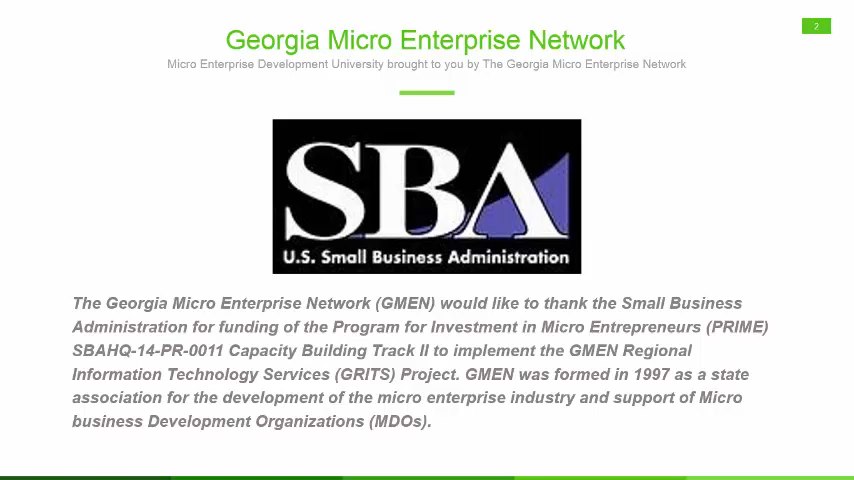 2
Georgia Micro Enterprise Network
Micro Enterprise Development University brought to you by The Georgia Micro Enterprise Network
SBA
U.S. Small Business Administration
The Georgia Micro Enterprise Network (GMEN) would like to thank the Small Business
Administration for funding of the Program for Investment in Micro Entrepreneurs (PRIME)
SBAHQ-14-PR-0011 Capacity Building Track II to implement the GMEN Regional
Information Technology Services (GRITS) Project. GMEN was formed in 1997 as a state
association for the development of the micro enterprise industry and support of Micro
business Development Organizations (MDOs).